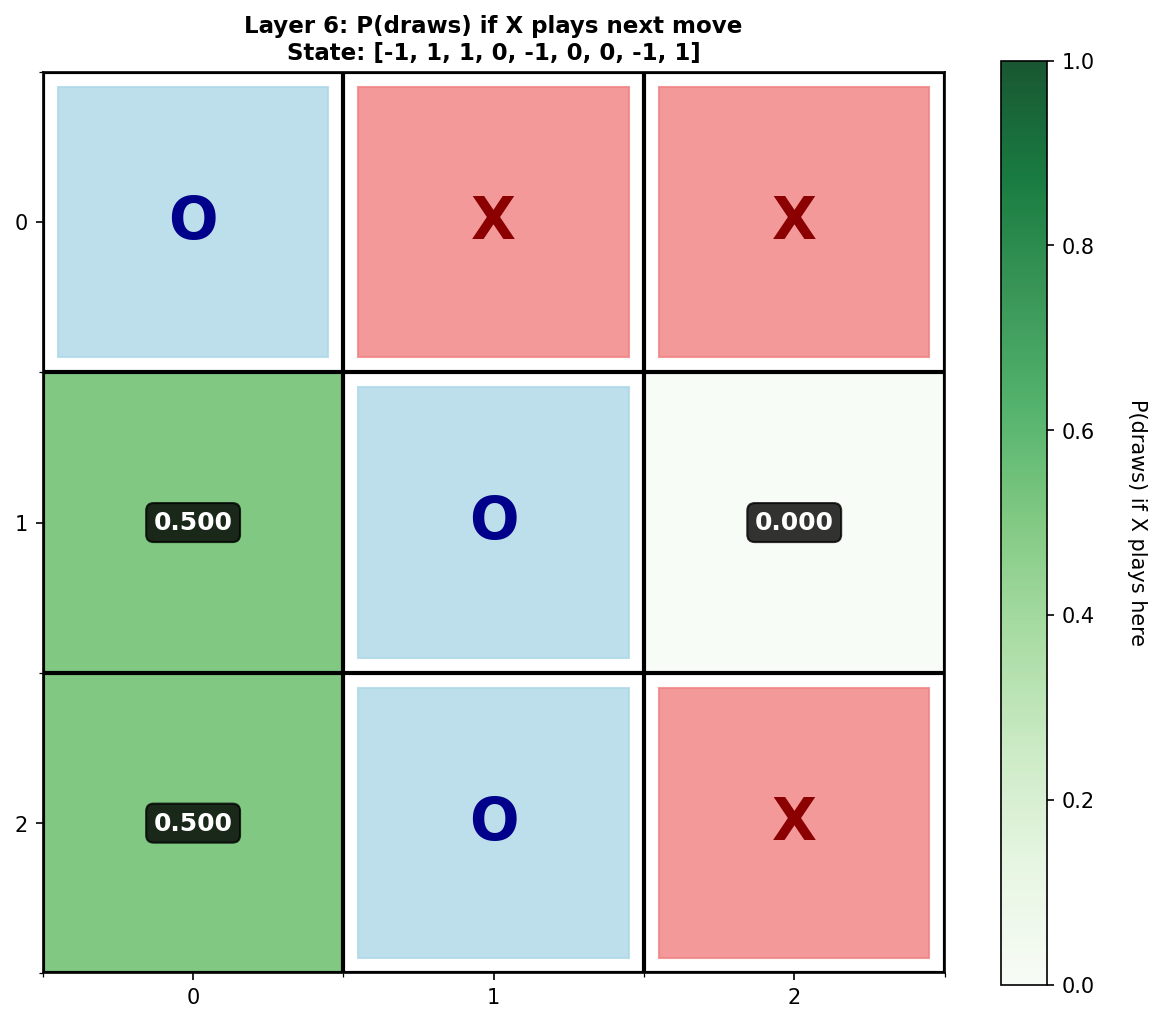 Layer 6: P(draws) if X plays next move
State: [-1, 1, 1, 0, -1, 0, 0, -1, 1]
0
O
X
X
1
0.500
O
0.000
2
0.500
O
X
0
1
2
1.0
0.8
0.6
0.4
0.2
0.0
P(draws) if X plays here